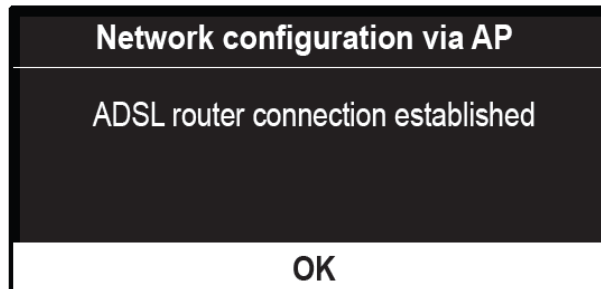 Network configuration via AP
ADSL router connection established
OK